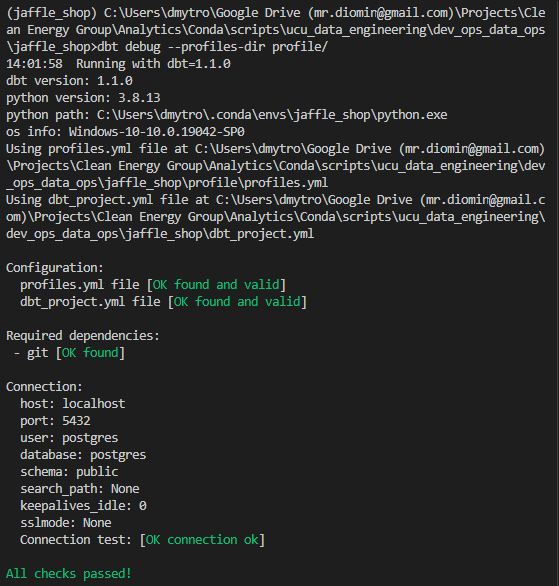 (jaffle_shop) C:\Users\dmytro\Google Drive (mr.diomin@gmail.com)\Projects\Cle
an Energy Group\Analytics\Conda\scripts\ucu_data_engineering\dev_ops_data_ops
\jaffle_shop>dbt debug --profiles-dir profile/
14:01:58  Running with dbt=1.1.0
dbt version: 1.1.0
python version: 3.8.13
python path: C:\Users\dmytro\.conda\envs\jaffle_shop\python.exe
os info: Windows-10-10.0.19042-SP0
Using profiles.yml file at C:\Users\dmytro\Google Drive (mr.diomin@gmail.com)
\Projects\Clean Energy Group\Analytics\Conda\scripts\ucu_data_engineering\dev
_ops_data_ops\jaffle_shop\profile\profiles.yml
Using dbt_project.yml file at C:\Users\dmytro\Google Drive (mr.diomin@gmail.c
om)\Projects\Clean Energy Group\Analytics\Conda\scripts\ucu_data_engineering\
dev_ops_data_ops\jaffle_shop\dbt_project.yml

Configuration:
  profiles.yml file [OK found and valid]
  dbt_project.yml file [OK found and valid]

Required dependencies:
 - git [OK found]

Connection:
  host: localhost
  port: 5432
  user: postgres
  database: postgres
  schema: public
  search_path: None
  keepalives_idle: 0
  sslmode: None
  Connection test: [OK connection ok]

All checks passed!